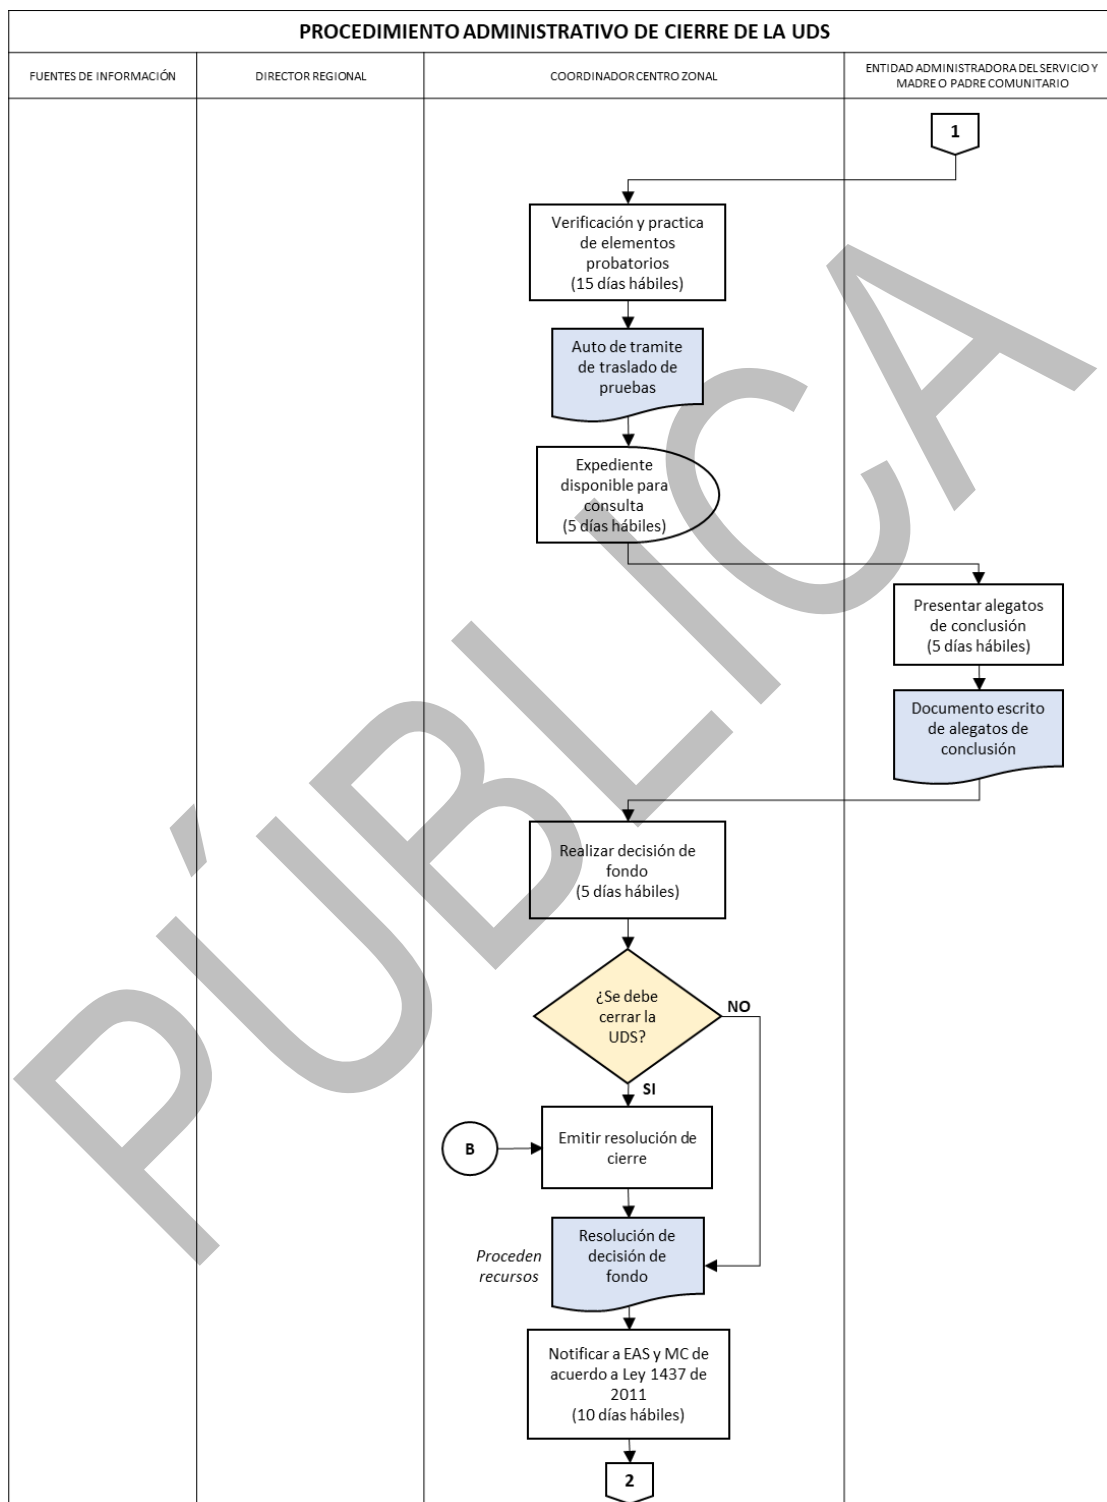 PROCEDIMIENTO ADMINISTRATIVO DE CIERRE DE LA UDS
FUENTES DE INFORMACIÓN
DIRECTOR REGIONAL
COORDINADOR CENTRO ZONAL
ENTIDAD ADMINISTRADORA DEL SERVICIO Y
MADRE O PADRE COMUNITARIO
1
Verificación y practica
de elementos
probatorios
(15 días hábiles)
Auto de tramite
de traslado de
pruebas
Expediente
disponible para
consulta
(5 días hábiles)
Presentar alegatos
de conclusión
(5 días hábiles)
Documento escrito
de alegatos de
conclusión
Realizar decisión de
fondo
(5 días hábiles)
¿Se debe
cerrar la
UDS?
NO
SI
B
Emitir resolución de
cierre
Proceden
recursos
Resolución de
decisión de
fondo
Notificar a EAS y MC de
acuerdo a Ley 1437 de
2011
(10 días hábiles)
2
PÚBLICA